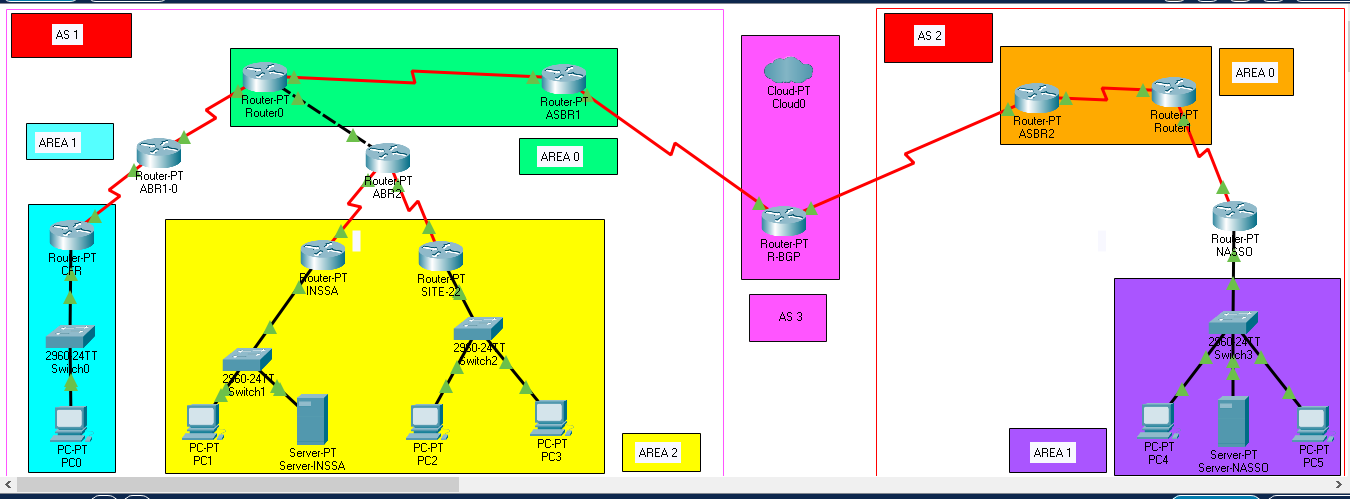 AS 1
AS 2
AREA 0
Router-PT
Router0
Router-PT
ASBR1
Cloud-PT
Cloud0
Router-PT
ASBR2
Router-PT
Router1
AREA 1
AREA 0
Router-PT
ABR1-0
Router-PT
ABR2
Router-PT
CFR
Router-PT
INSSA
Router-PT
SITE-22
Router-PT
R-BGP
Router-PT
NASSO
AS 3
2960-24TT
Switch0
2960-24TT
Switch1
2960-24TT
Switch2
2960-24TT
Switch3
PC-PT
PC0
PC-PT
PC1
Server-PT
Server-INSSA
PC-PT
PC2
PC-PT
PC3
AREA 2
AREA 1
PC-PT
PC4
Server-PT
Server-NASSO
PC-PT
PC5